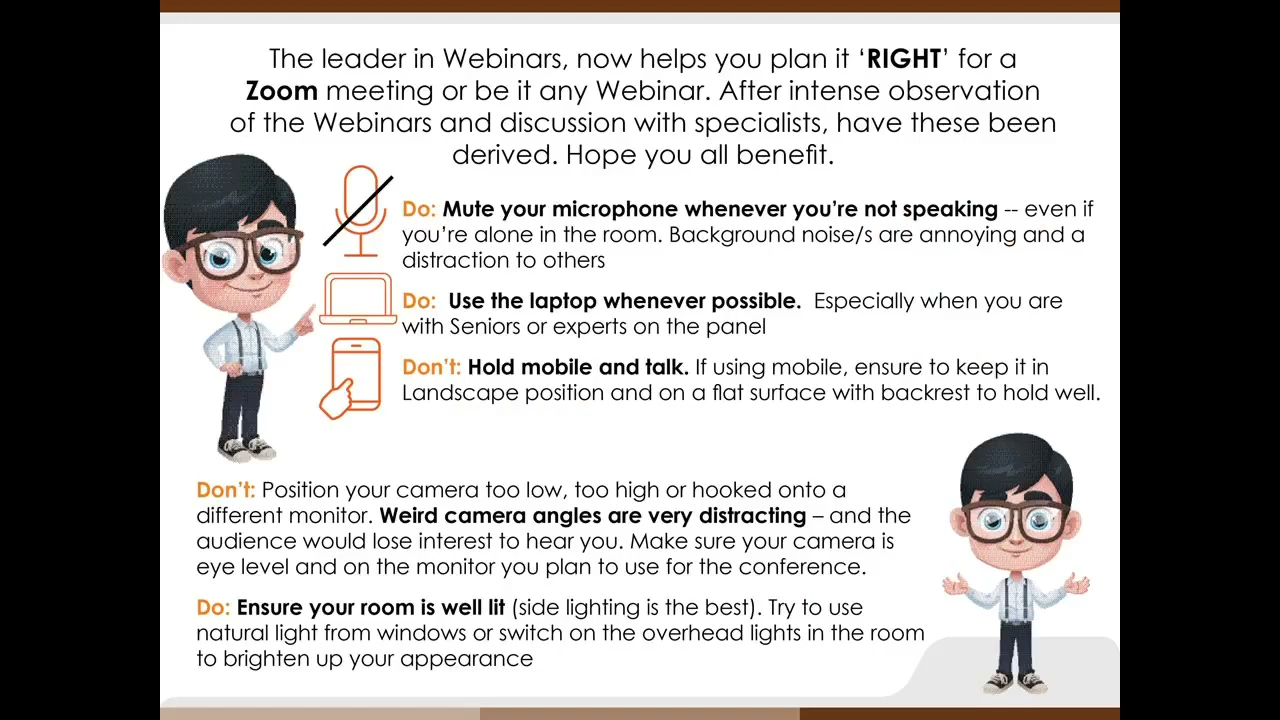 The leader in Webinars, now helps you plan it ‘RIGHT’ for a
Zoom meeting or be it any Webinar. After intense observation
of the Webinars and discussion with specialists, have these been
derived. Hope you all benefit.
Do: Mute your microphone whenever you’re not speaking -- even if
you’re alone in the room. Background noise/s are annoying and a
distraction to others
Do: Use the laptop whenever possible. Especially when you are
with Seniors or experts on the panel
Don’t: Hold mobile and talk. If using mobile, ensure to keep it in
Landscape position and on a flat surface with backrest to hold well.
Don’t: Position your camera too low, too high or hooked onto a
different monitor. Weird camera angles are very distracting – and the
audience would lose interest to hear you. Make sure your camera is
eye level and on the monitor you plan to use for the conference.
Do: Ensure your room is well lit (side lighting is the best). Try to use
natural light from windows or switch on the overhead lights in the room
to brighten up your appearance